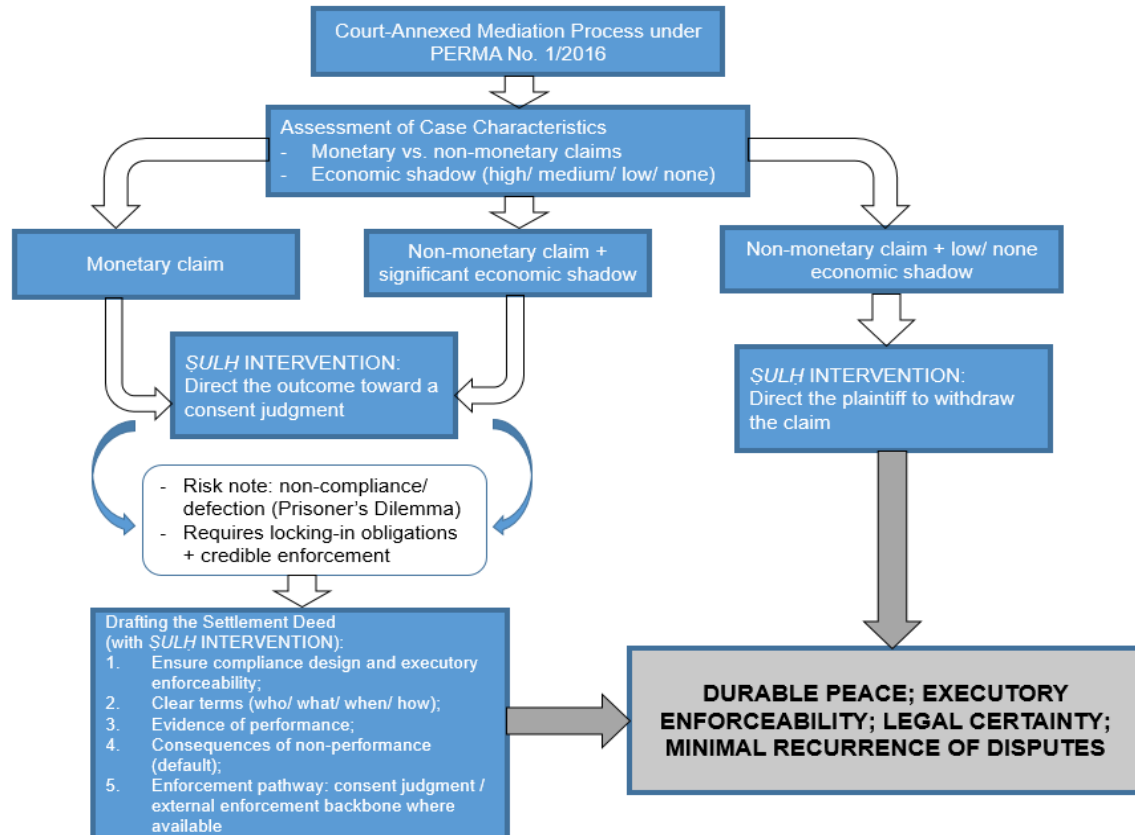 Court-Annexed Mediation Process under
PERMA No. 1/2016
Assessment of Case Characteristics
- Monetary vs. non-monetary claims
- Economic shadow (high/ medium/ low/ none)
Monetary claim
Non-monetary claim +
significant economic shadow
Non-monetary claim + low/ none
economic shadow
ṢULḤ INTERVENTION:
Direct the outcome toward a
consent judgment
ṢULḤ INTERVENTION:
Direct the plaintiff to withdraw
the claim
- Risk note: non-compliance/
defection (Prisoner's Dilemma)
- Requires locking-in obligations
+ credible enforcement
Drafting the Settlement Deed
(with ṢULḤ INTERVENTION):
1. Ensure compliance design and executory
enforceability;
2. Clear terms (who/ what/ when/ how);
3. Evidence of performance;
4. Consequences of non-performance
(default);
5. Enforcement pathway: consent judgment /
external enforcement backbone where
available
DURABLE PEACE; EXECUTORY
ENFORCEABILITY; LEGAL CERTAINTY;
MINIMAL RECURRENCE OF DISPUTES